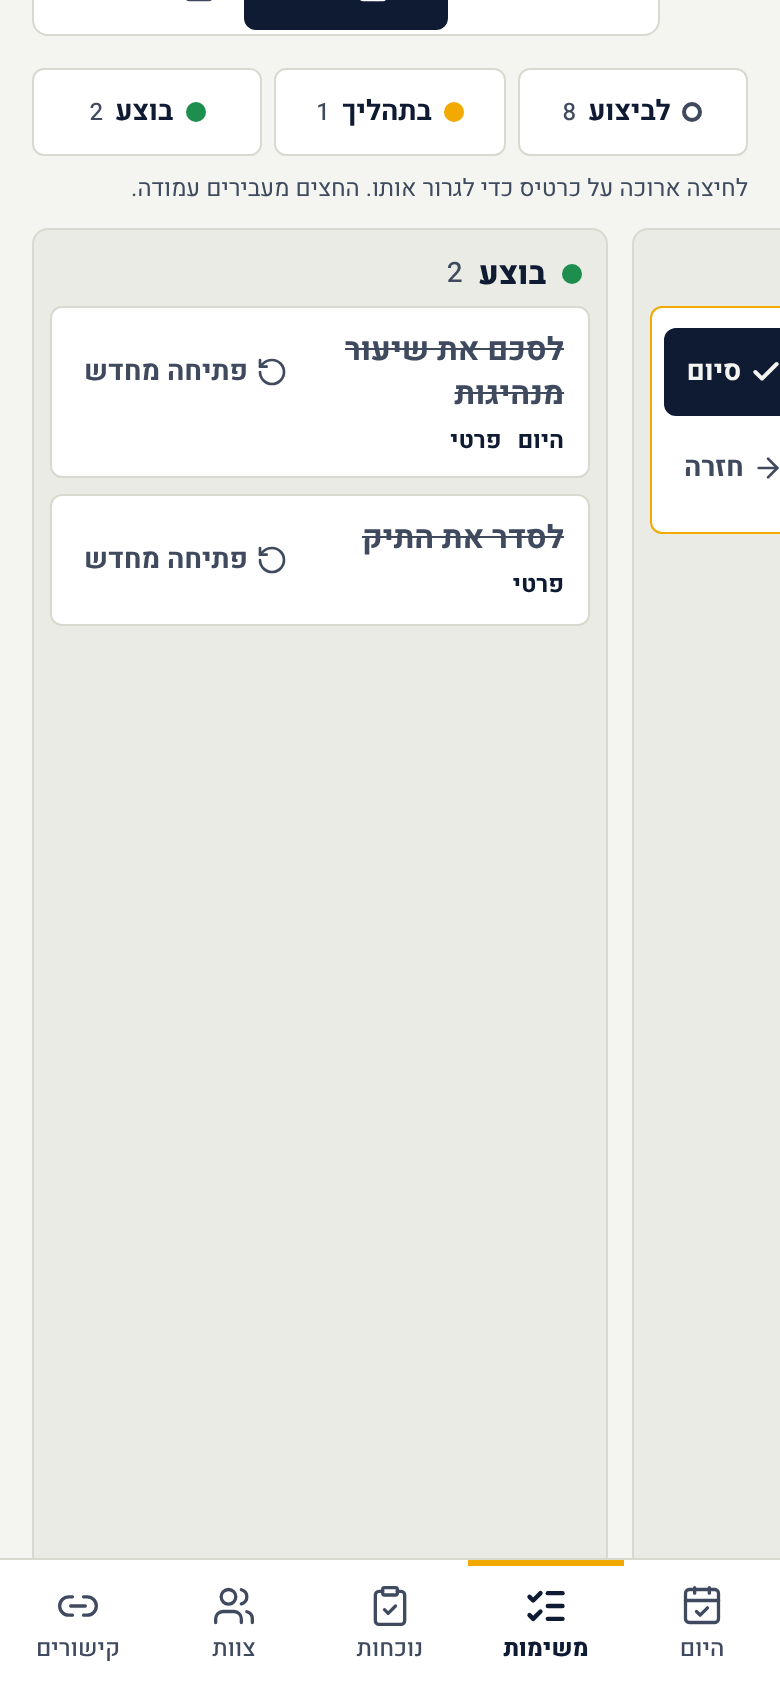 לביצוע 8
בתהליך 1
בוצע 2
לחיצה ארוכה על כרטיס כדי לגרור אותו. החצים מעבירים עמודה.
סיום
חזרה
בוצע 2
לסכם את שיעור
מנהיגות
היום פרטי
פתיחה מחדש
לסדר את התיק
פרטי
פתיחה מחדש
היום
משימות
נוכחות
צוות
קישורים